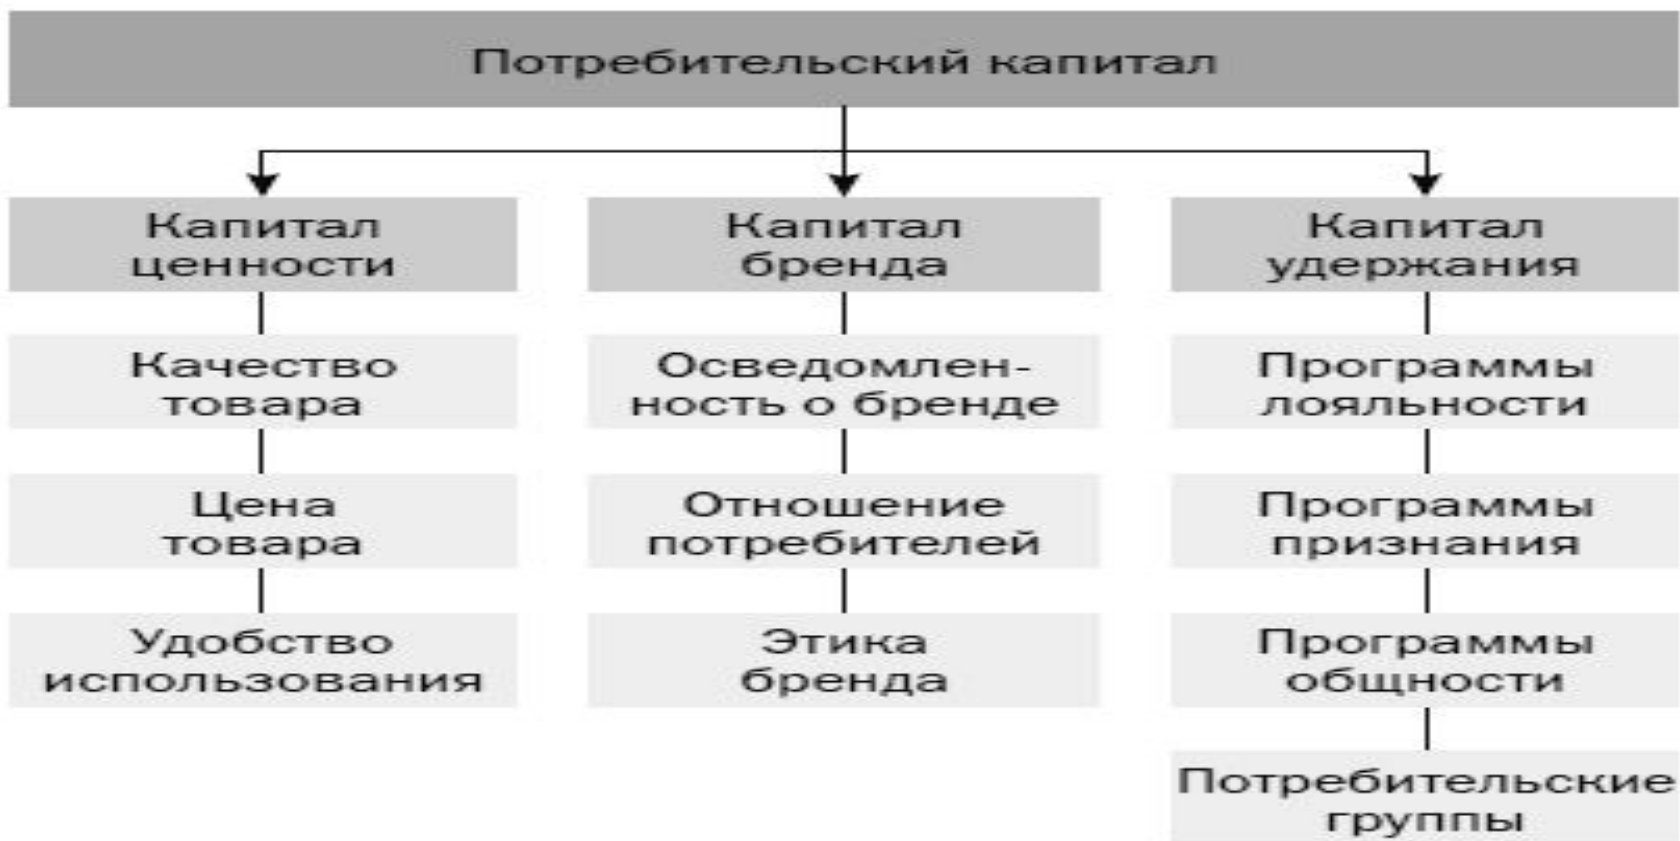 Потребительский капитал
Капитал
ценности
Качество
товара
Цена
товара
Удобство
использования
Капитал
бренда
Осведомлен-
ность о бренде
Отношение
потребителей
Этика
бренда
Капитал
удержания
Программы
лояльности
Программы
признания
Программы
общности
Потребительские
группы